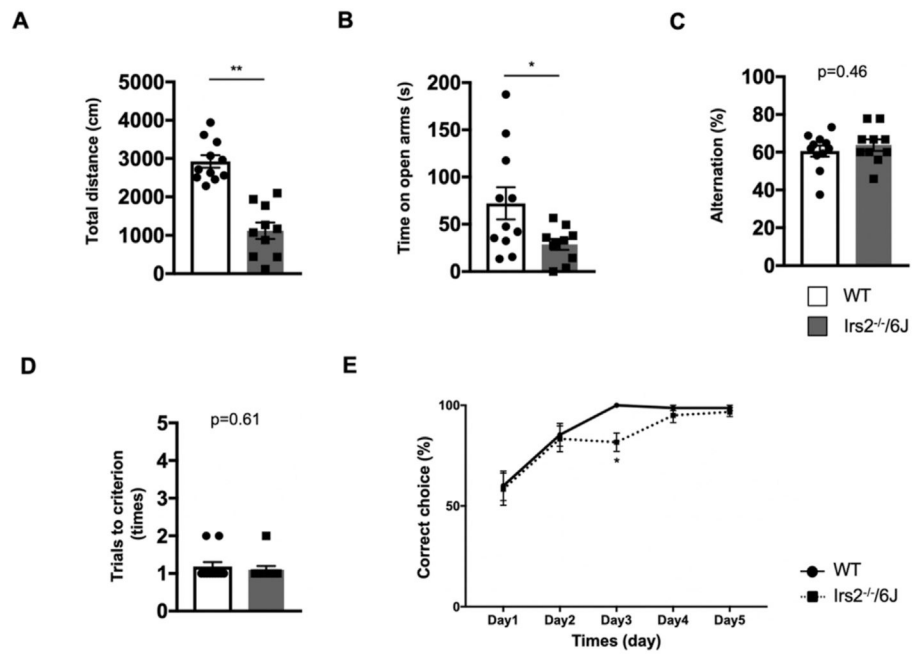 A
Total distance (cm)
5000
4000
3000
2000
1000
0
**
B
Time on open arms (s)
200
150
100
50
0
*
C
Alternation (%)
100
80
60
40
20
0
p=0.46
WT
Irs2-/-/6J
D
Trials to criterion
(times)
5
4
3
2
1
0
p=0.61
E
Correct choice (%)
100
50
0
*
Day1 Day2 Day3 Day4 Day5
Times (day)
WT
Irs2-/-/6J